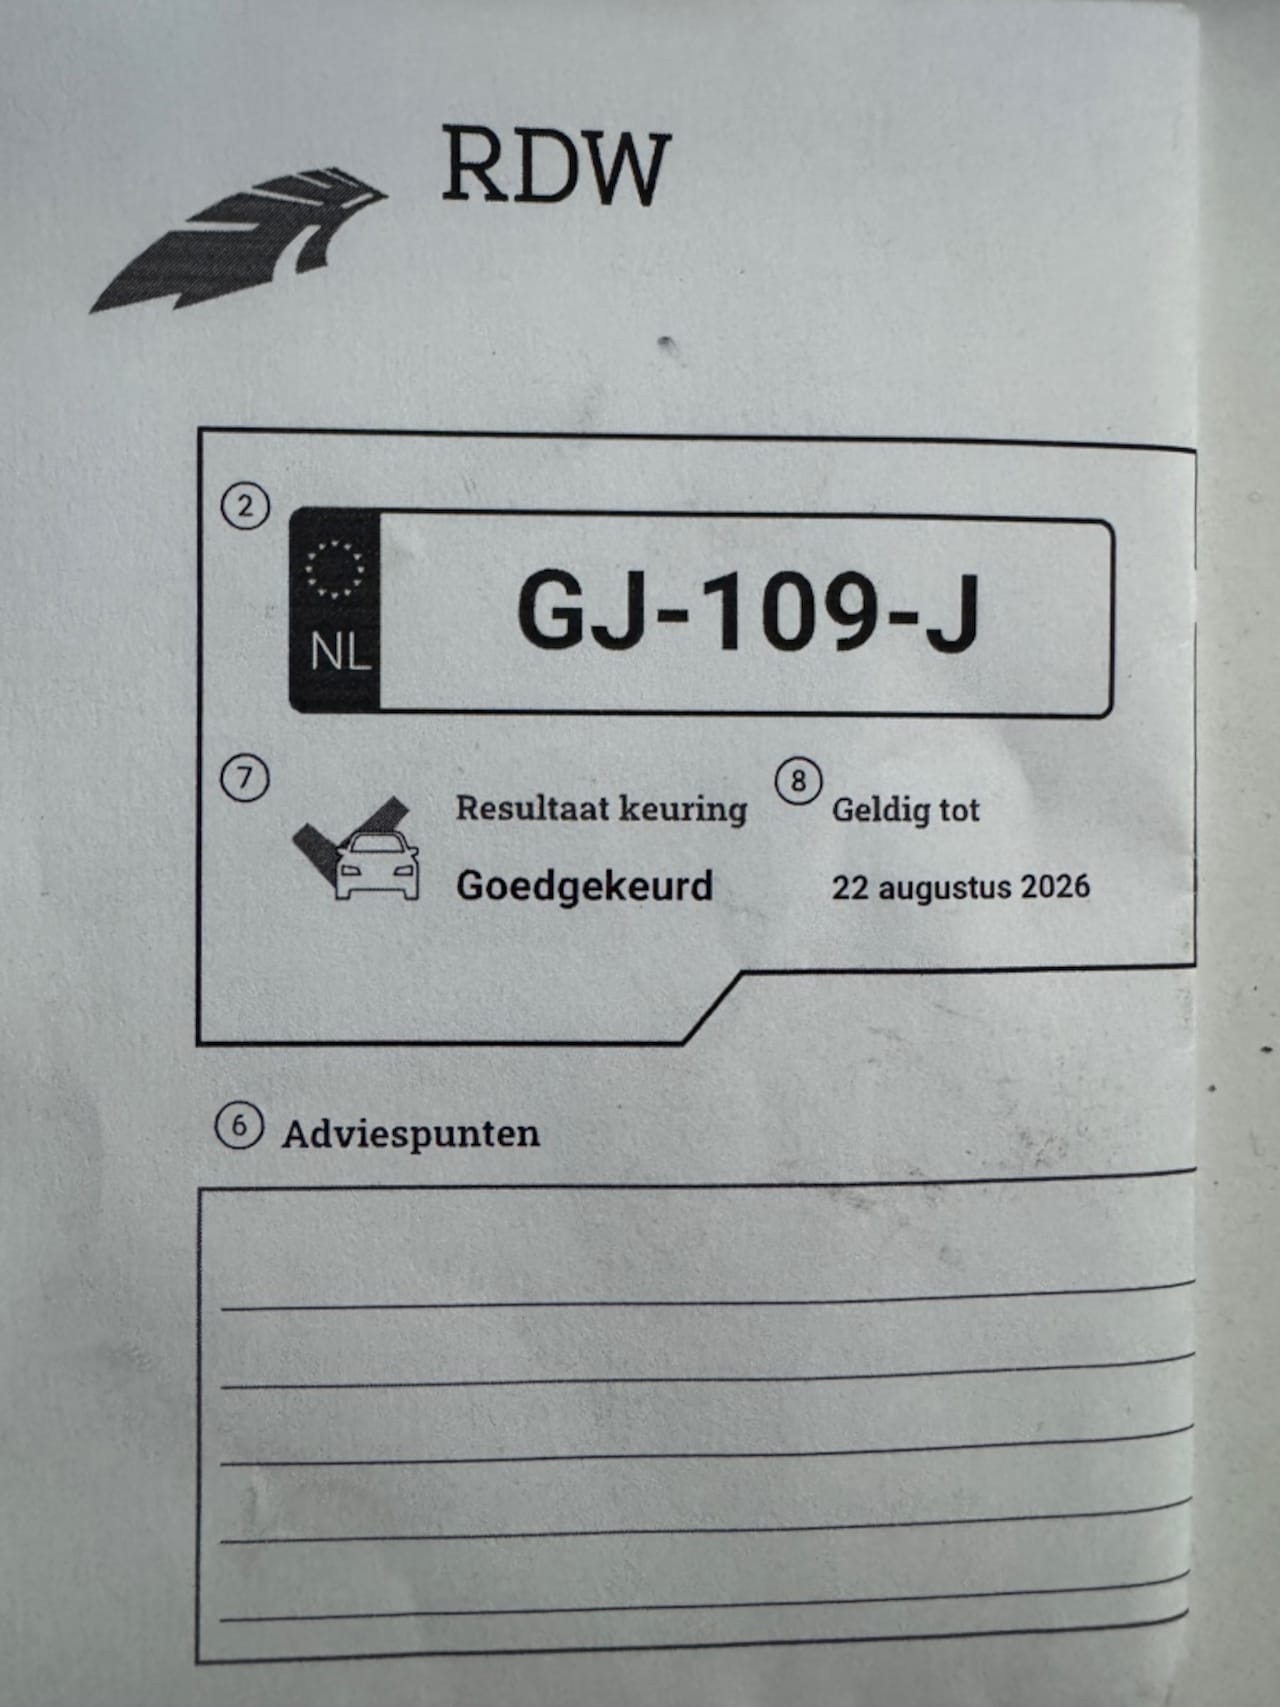 RDW
2
NL
GJ-109-J
7
Resultaat keuring
8
Geldig tot
Goedgekeurd
22 augustus 2026
6 Adviespunten